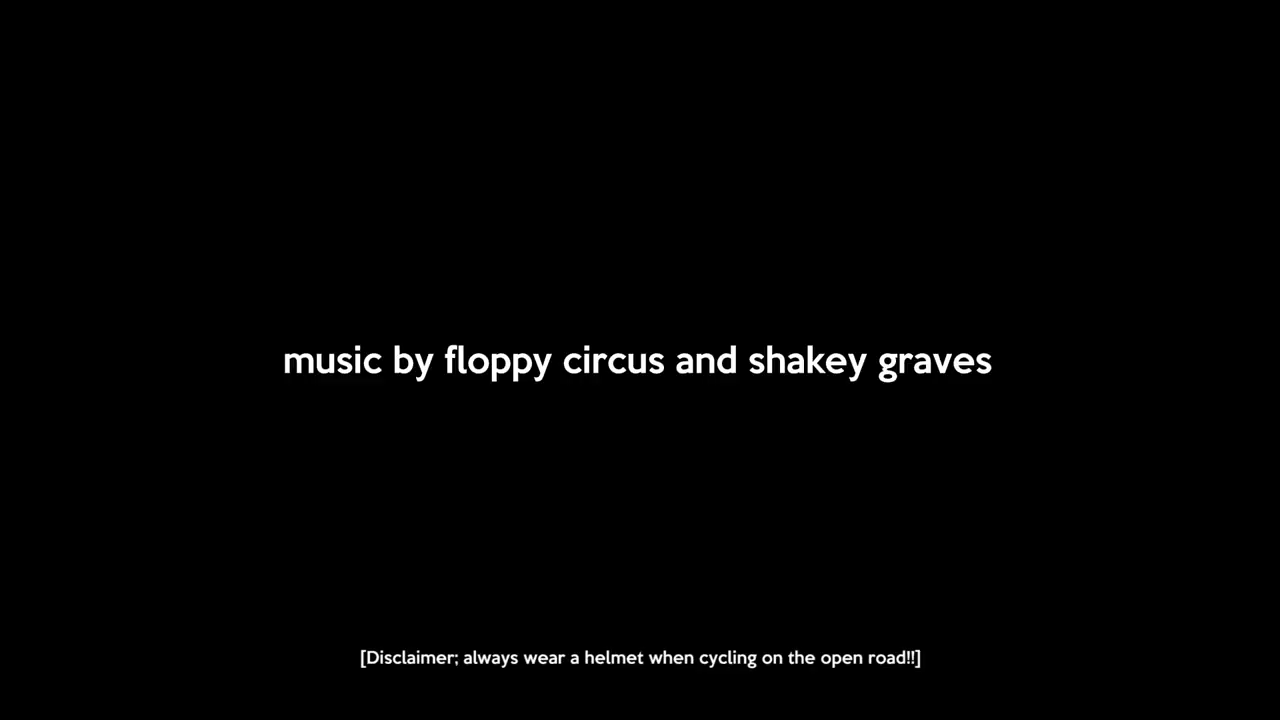 music by floppy circus and shakey graves
[Disclaimer; always wear a helmet when cycling on the open road!!]